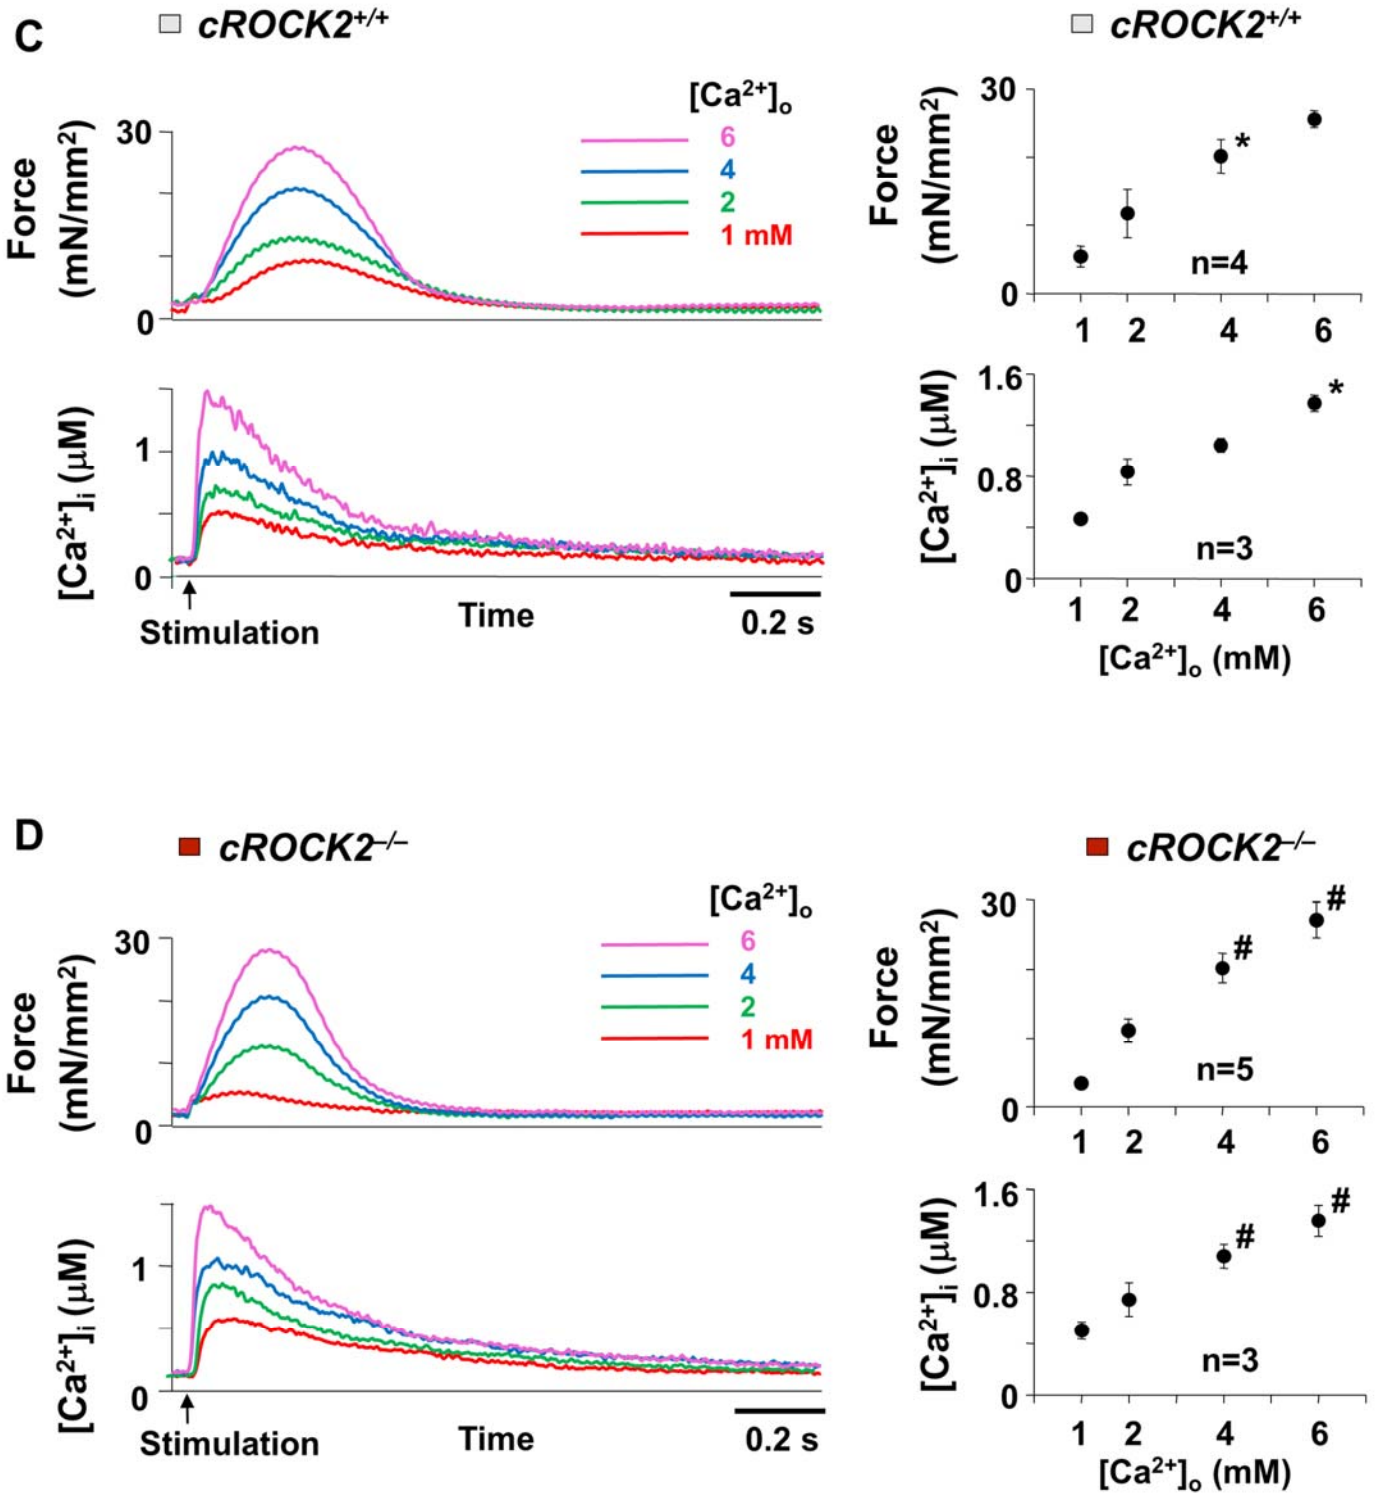 C
cROCK2+/+
cROCK2+/+
[Ca2+]o
6
4
2
1 mM
30
0
Force
(mN/mm2)
30
0
Force
(mN/mm2)
n=4
*
1 2 4 6
1
0
[Ca2+]i (μM)
Stimulation
Time
0.2 s
1.6
0.8
0
[Ca2+]i (μM)
*
n=3
1 2 4 6
[Ca2+]o (mM)
D
cROCK2–/–
cROCK2–/–
[Ca2+]o
6
4
2
1 mM
30
0
Force
(mN/mm2)
30
0
Force
(mN/mm2)
#
#
n=5
1 2 4 6
1
0
[Ca2+]i (μM)
Stimulation
Time
0.2 s
1.6
0.8
0
[Ca2+]i (μM)
#
#
n=3
1 2 4 6
[Ca2+]o (mM)